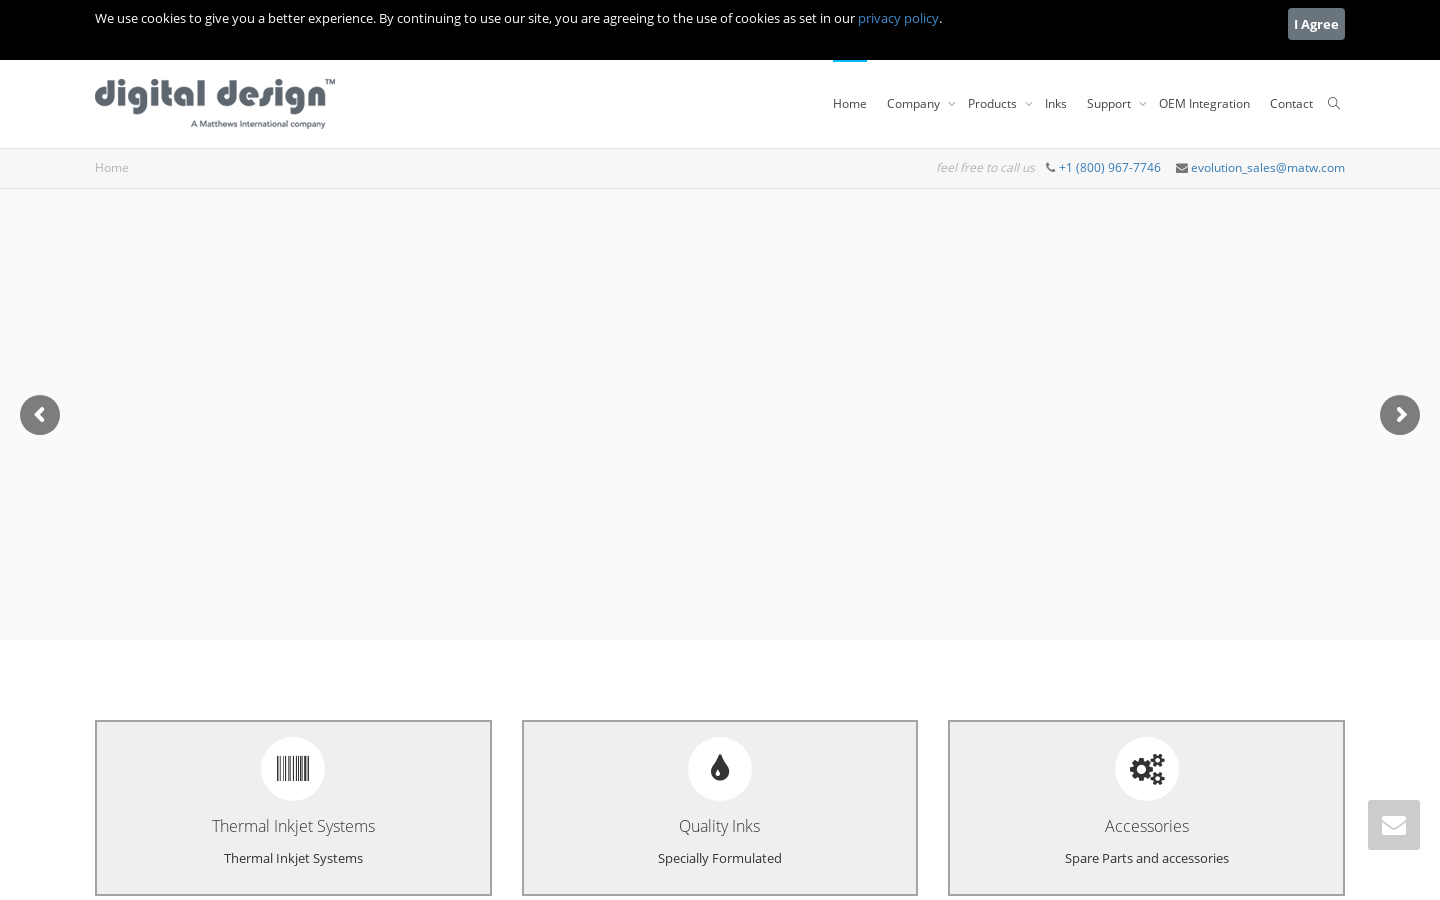 We use cookies to give you a better experience. By continuing to use our site, you are agreeing to the use of cookies as set in our privacy policy.
I Agree
digital design™
A Matthews International company
Home
Company
Products
Inks
Support
OEM Integration
Contact
Home
feel free to call us
+1 (800) 967-7746
evolution_sales@matw.com
Thermal Inkjet Systems
Thermal Inkjet Systems
Quality Inks
Specially Formulated
Accessories
Spare Parts and accessories